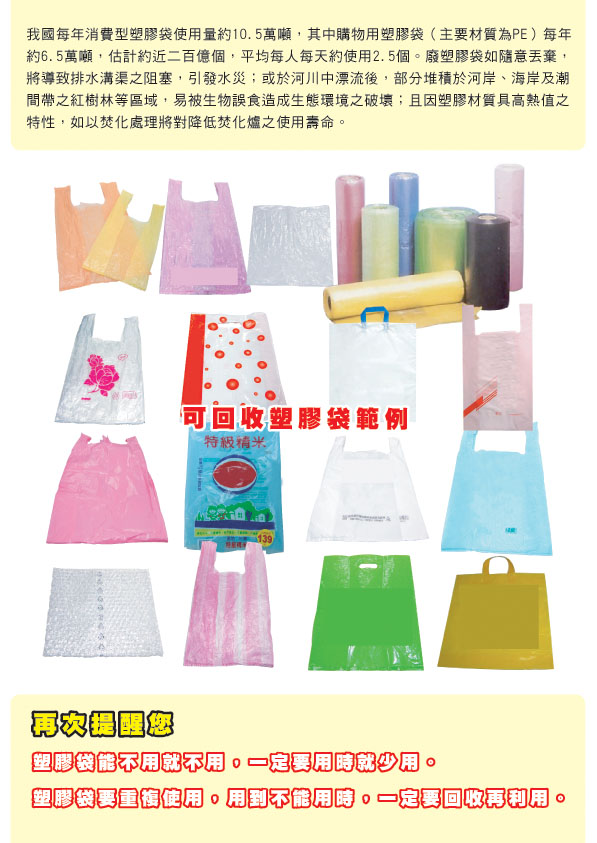 我國每年消費型塑膠袋使用量約10.5萬噸，其中購物用塑膠袋（主要材質為PE）每年
約6.5萬噸，估計約近二百億個，平均每人每天約使用2.5個。廢塑膠袋如隨意丟棄，
將導致排水溝渠之阻塞，引發水災；或於河川中漂流後，部分堆積於河岸、海岸及潮
間帶之紅樹林等區域，易被生物誤食造成生態環境之破壞；且因塑膠材質具高熱值之
特性，如以焚化處理將對降低焚化爐之使用壽命。
可回收塑膠袋範例
特級精米
139
再次提醒您
塑膠袋能不用就不用，一定要用時就少用。
塑膠袋要重複使用，用到不能用時，一定要回收再利用。